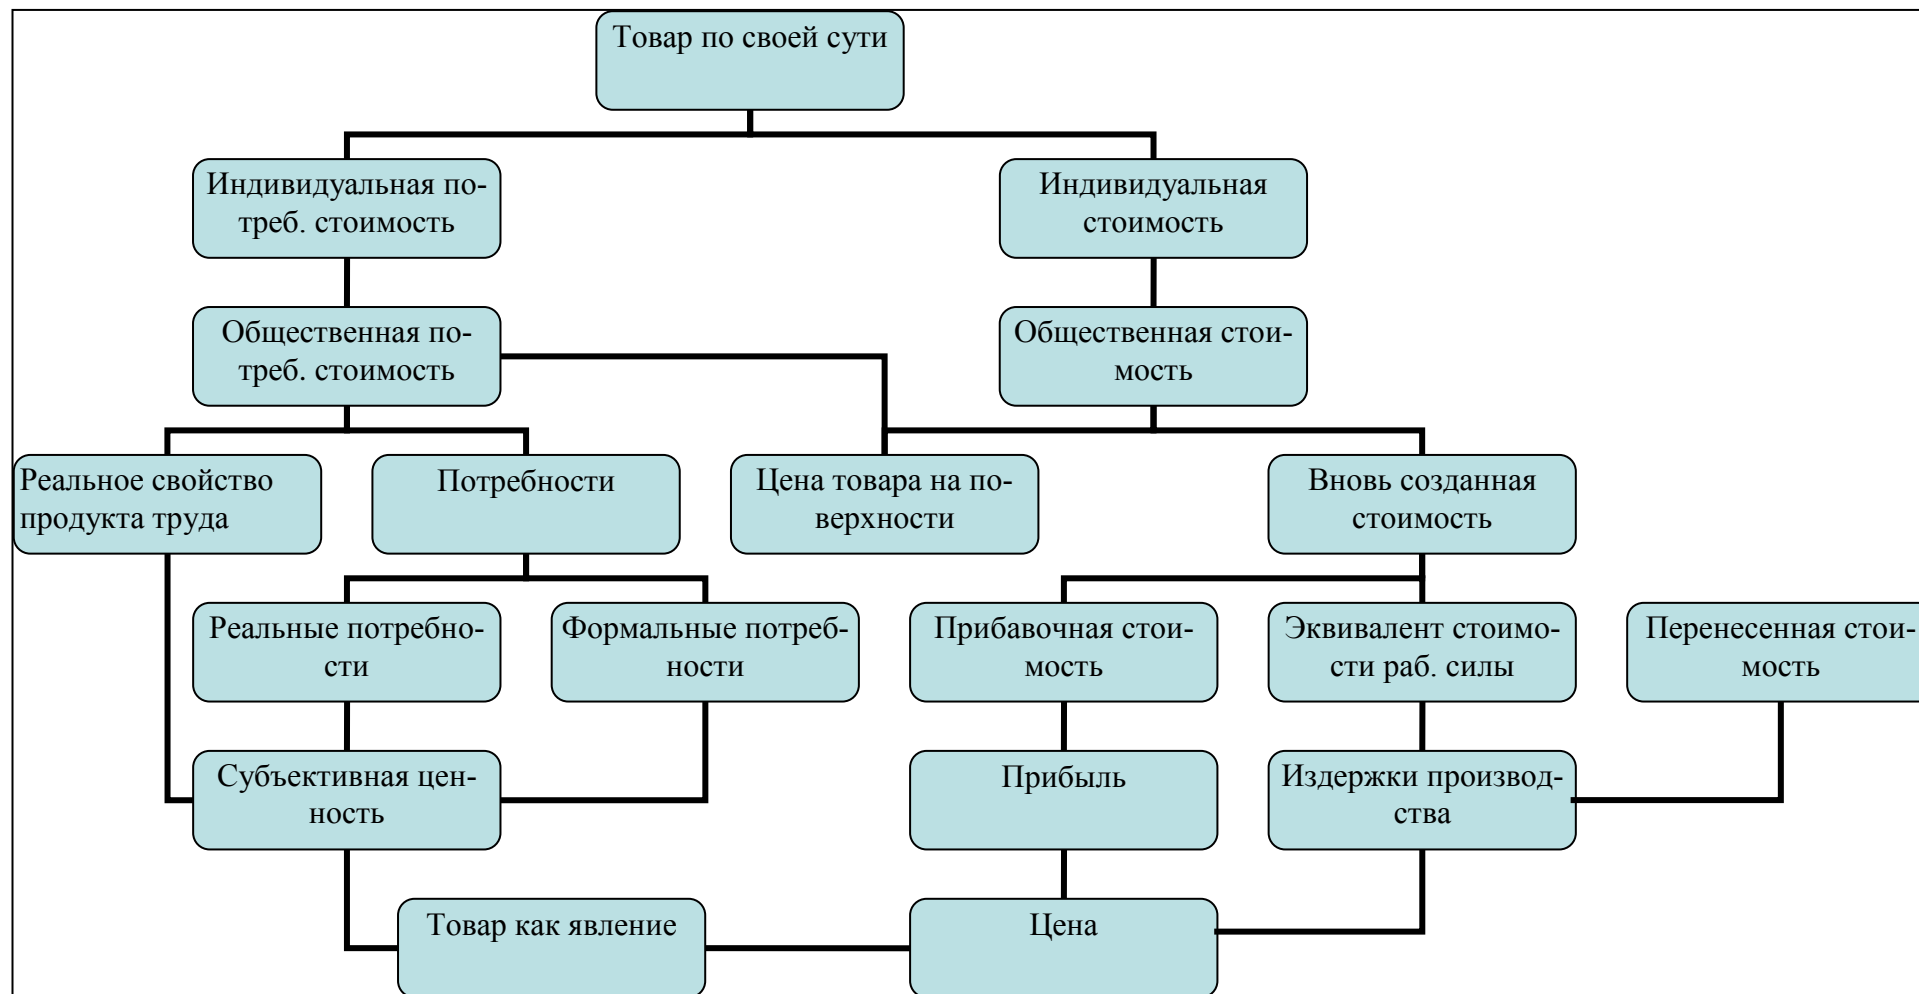 Товар по своей сути
Индивидуальная по-
треб. стоимость
Индивидуальная
стоимость
Общественная по-
треб. стоимость
Общественная стои-
мость
Реальное свойство
продукта труда
Потребности
Цена товара на по-
верхности
Вновь созданная
стоимость
Реальные потребно-
сти
Формальные потреб-
ности
Прибавочная стои-
мость
Эквивалент стоимо-
сти раб. силы
Перенесенная стои-
мость
Субъективная цен-
ность
Прибыль
Издержки производ-
ства
Товар как явление
Цена